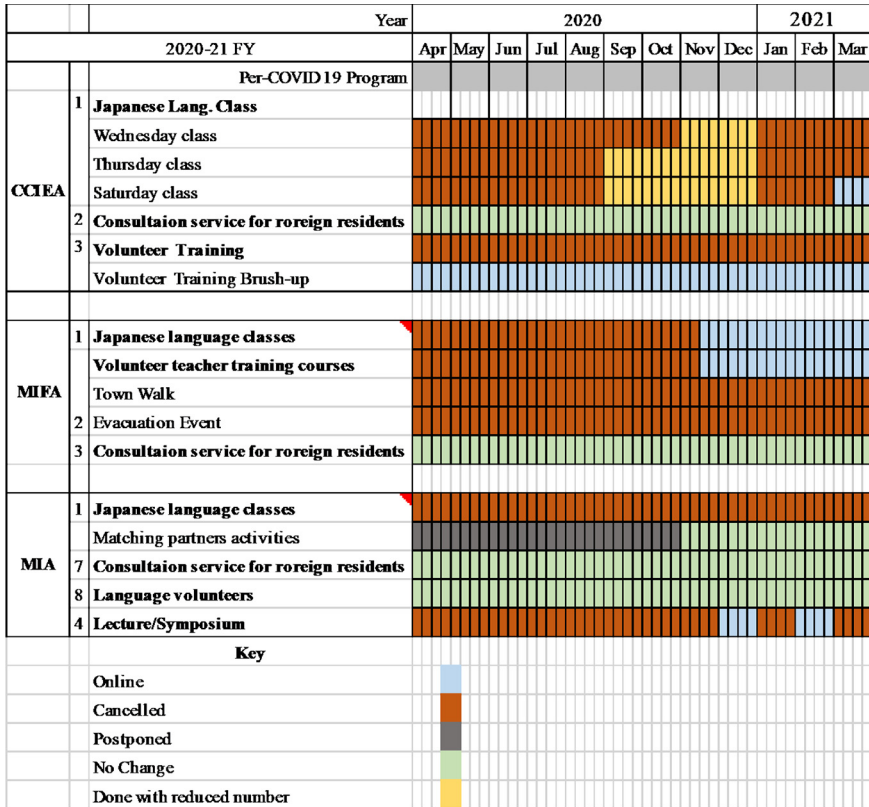 Year 2020 2021
2020-21 FY Apr May Jun Jul Aug Sep Oct Nov Dec Jan Feb Mar
Per-COVID19 Program
CCIEA
1 Japanese Lang. Class
Wednesday class
Thursday class
Saturday class
2 Consultaion service for roreign residents
3 Volunteer Training
Volunteer Training Brush-up
MIFA
1 Japanese language classes
Volunteer teacher training courses
Town Walk
2 Evacuation Event
3 Consultaion service for roreign residents
MIA
1 Japanese language classes
Matching partners activities
7 Consultaion service for roreign residents
8 Language volunteers
4 Lecture/Symposium
Key
Online
Cancelled
Postponed
No Change
Done with reduced number